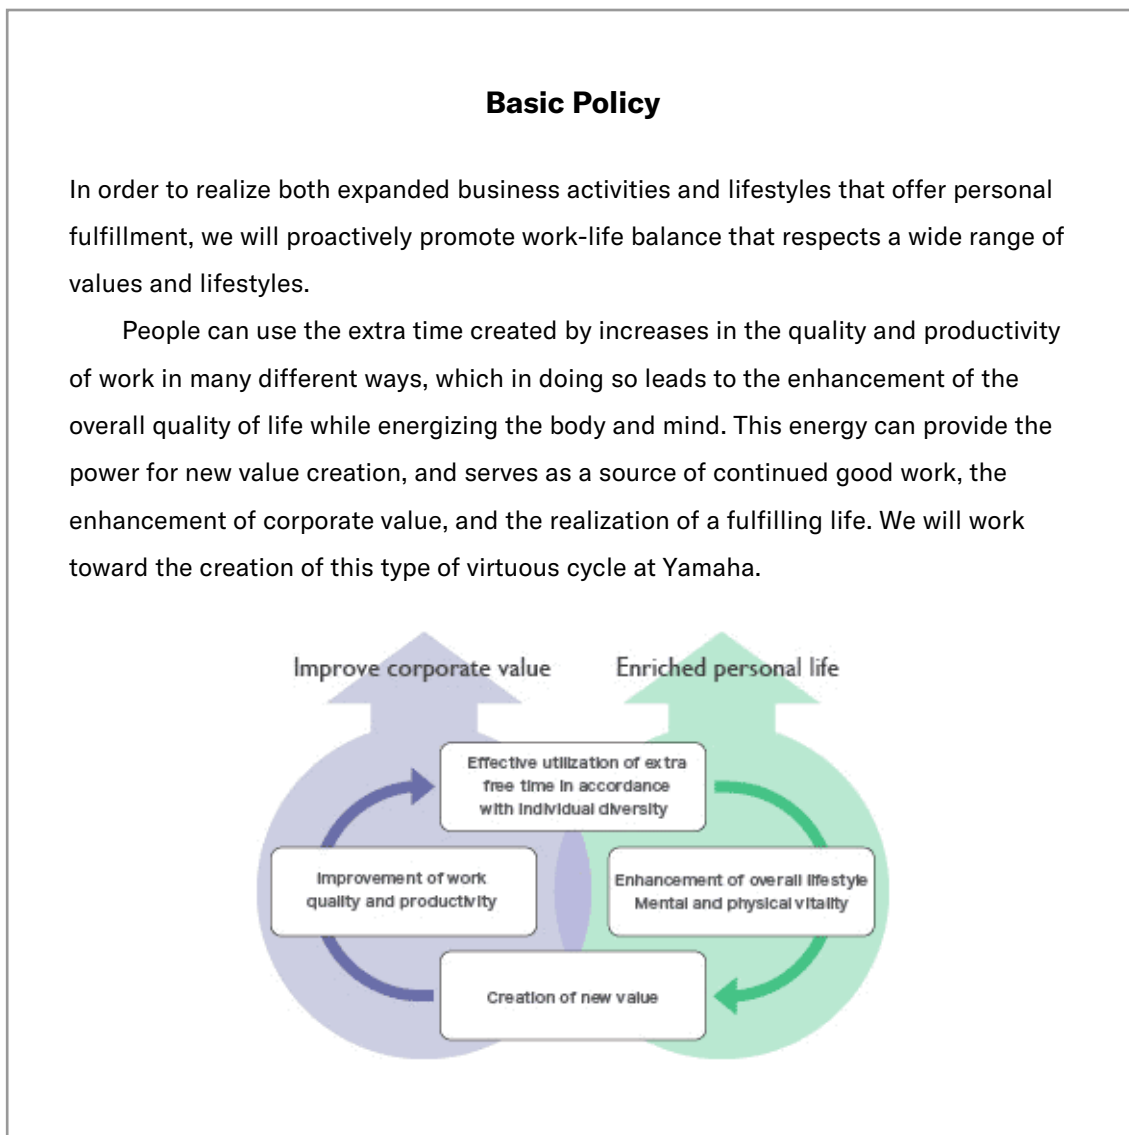 Basic Policy
In order to realize both expanded business activities and lifestyles that offer personal
fulfillment, we will proactively promote work-life balance that respects a wide range of
values and lifestyles.
People can use the extra time created by increases in the quality and productivity
of work in many different ways, which in doing so leads to the enhancement of the
overall quality of life while energizing the body and mind. This energy can provide the
power for new value creation, and serves as a source of continued good work, the
enhancement of corporate value, and the realization of a fulfilling life. We will work
toward the creation of this type of virtuous cycle at Yamaha.
Improve corporate value
Enriched personal life
Effective utilization of extra
free time in accordance
with individual diversity
Improvement of work
quality and productivity
Enhancement of overall lifestyle
Mental and physical vitality
Creation of new value